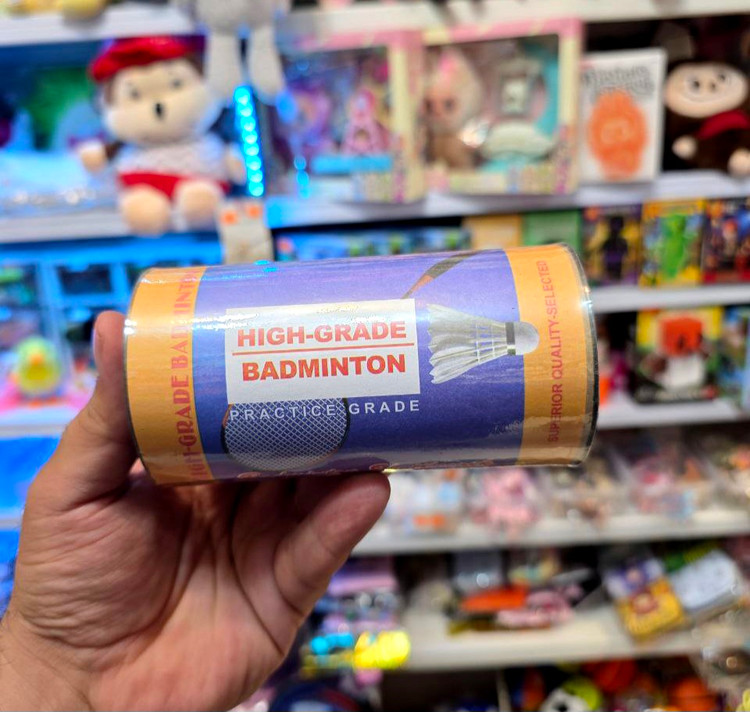 HIGH-GRADE
BADMINTON
PRACTICE GRADE
HIGH-GRADE BADMINTON
SUPERIOR QUALITY-SELECTED